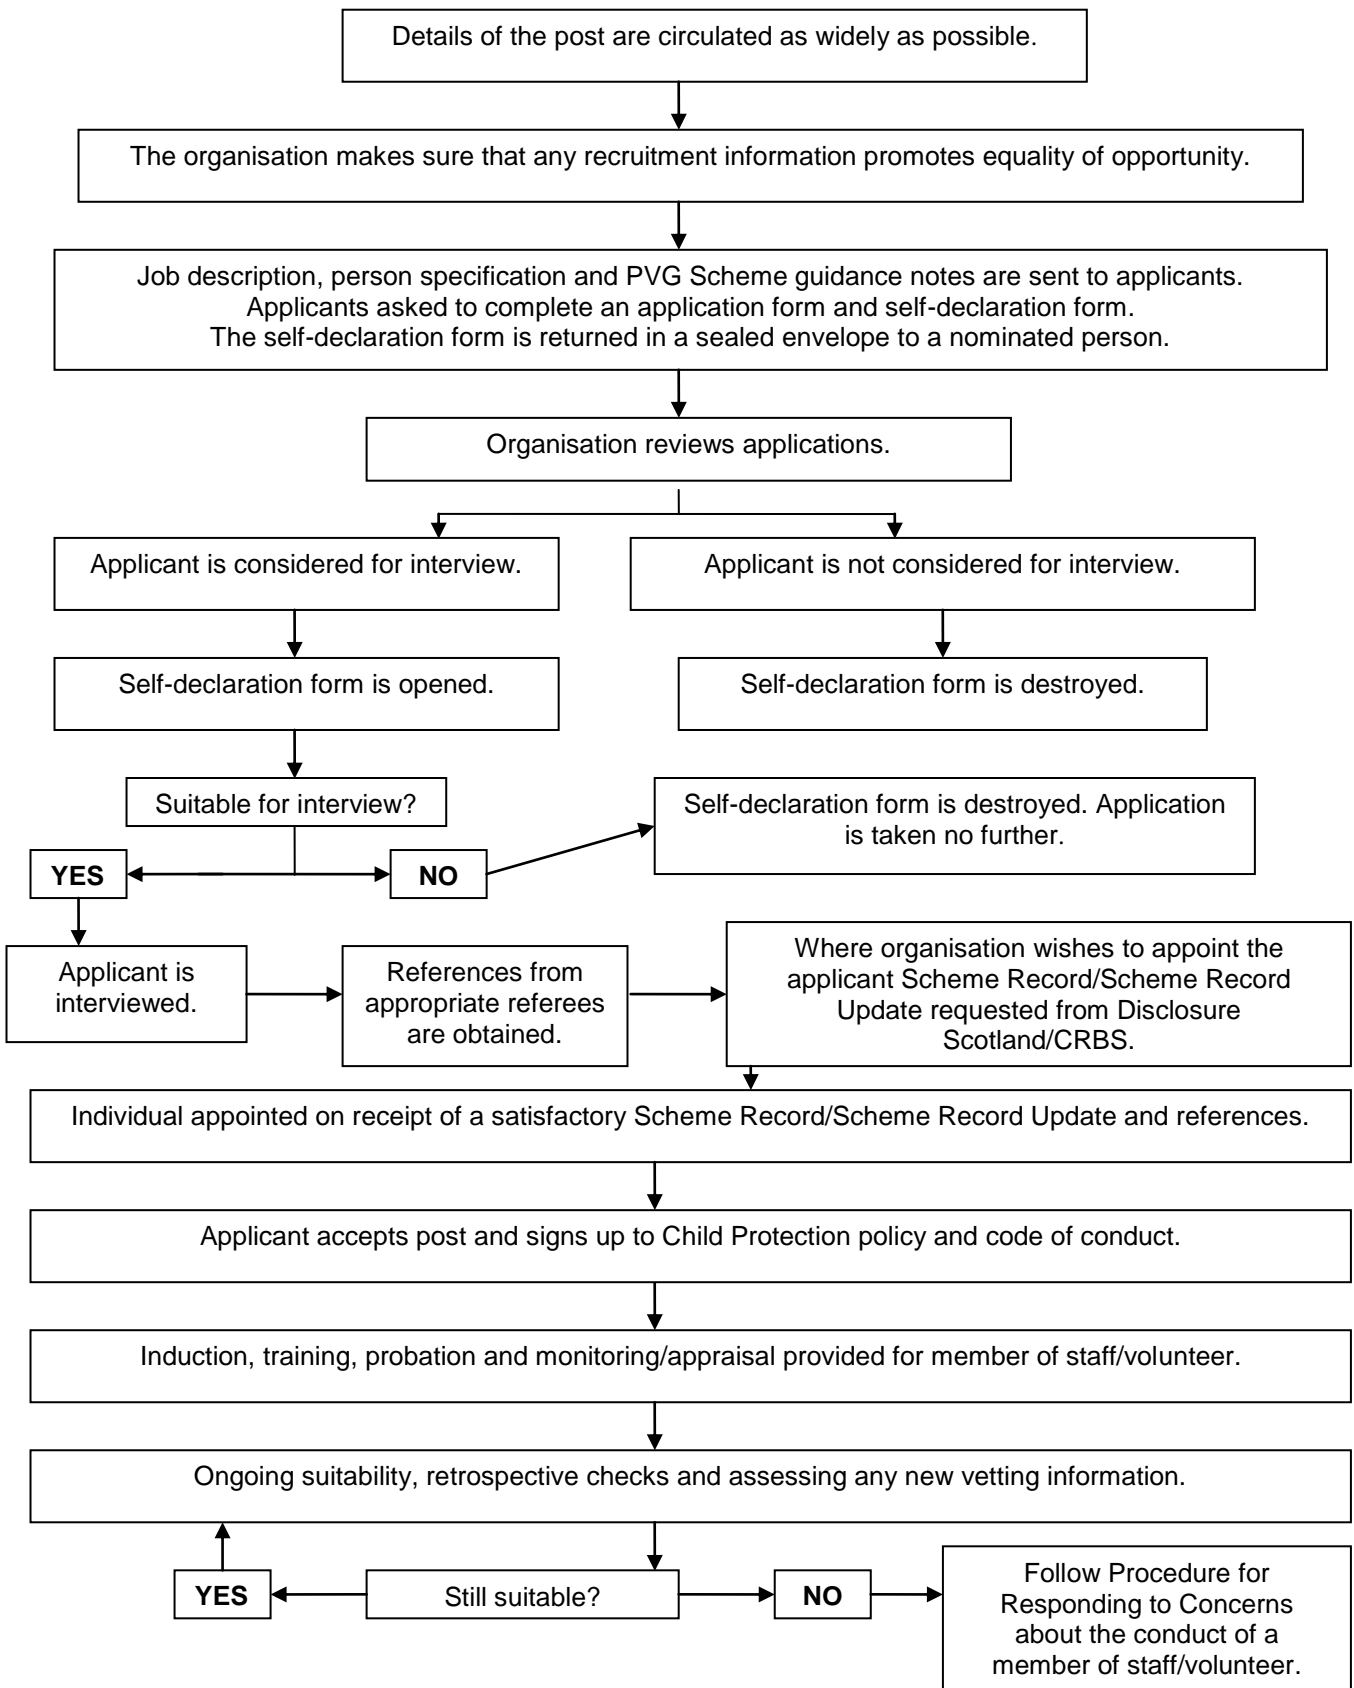 Details of the post are circulated as widely as possible.
The organisation makes sure that any recruitment information promotes equality of opportunity.
Job description, person specification and PVG Scheme guidance notes are sent to applicants.
Applicants asked to complete an application form and self-declaration form.
The self-declaration form is returned in a sealed envelope to a nominated person.
Organisation reviews applications.
Applicant is considered for interview.
Applicant is not considered for interview.
Self-declaration form is opened.
Self-declaration form is destroyed.
Suitable for interview?
Self-declaration form is destroyed. Application
is taken no further.
YES
NO
Applicant is
interviewed.
References from
appropriate referees
are obtained.
Where organisation wishes to appoint the
applicant Scheme Record/Scheme Record
Update requested from Disclosure
Scotland/CRBS.
Individual appointed on receipt of a satisfactory Scheme Record/Scheme Record Update and references.
Applicant accepts post and signs up to Child Protection policy and code of conduct.
Induction, training, probation and monitoring/appraisal provided for member of staff/volunteer.
Ongoing suitability, retrospective checks and assessing any new vetting information.
YES
Still suitable?
NO
Follow Procedure for
Responding to Concerns
about the conduct of a
member of staff/volunteer.